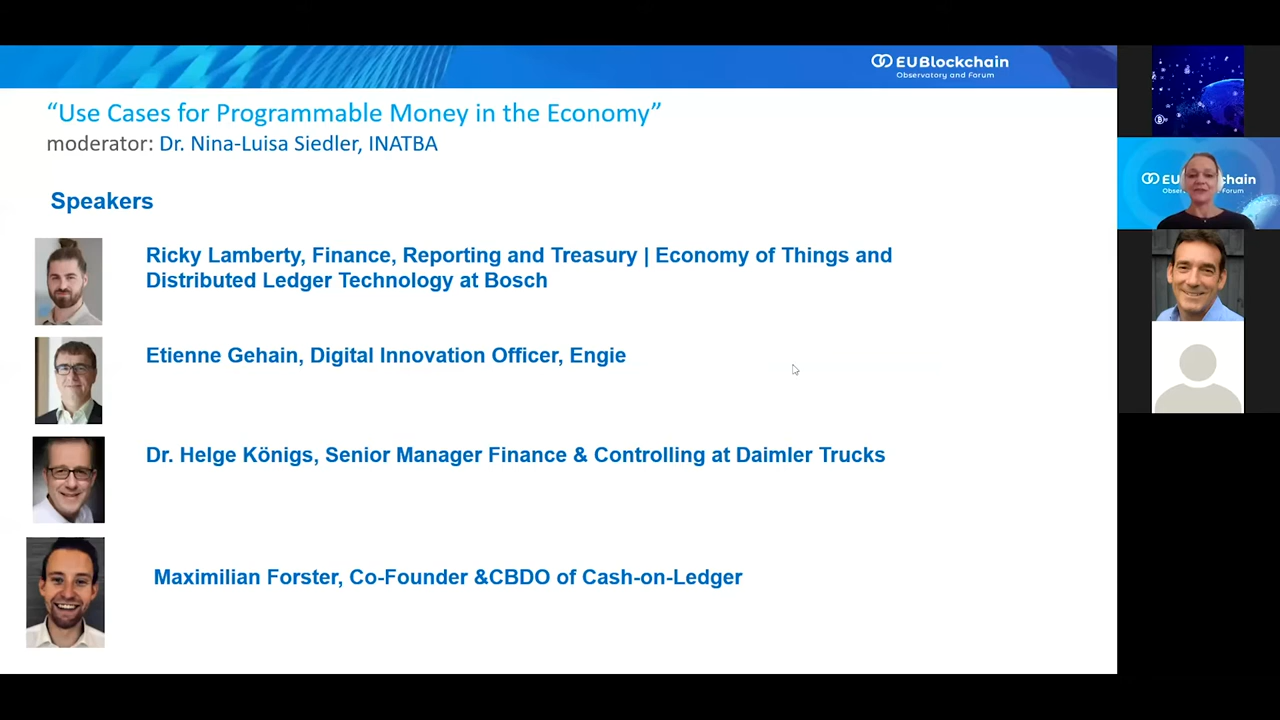 EUBlockchain
Observatory and Forum
“Use Cases for Programmable Money in the Economy”
moderator: Dr. Nina-Luisa Siedler, INATBA
Speakers
Ricky Lamberty, Finance, Reporting and Treasury | Economy of Things and
Distributed Ledger Technology at Bosch
Etienne Gehain, Digital Innovation Officer, Engie
Dr. Helge Königs, Senior Manager Finance & Controlling at Daimler Trucks
Maximilian Forster, Co-Founder &CBDO of Cash-on-Ledger